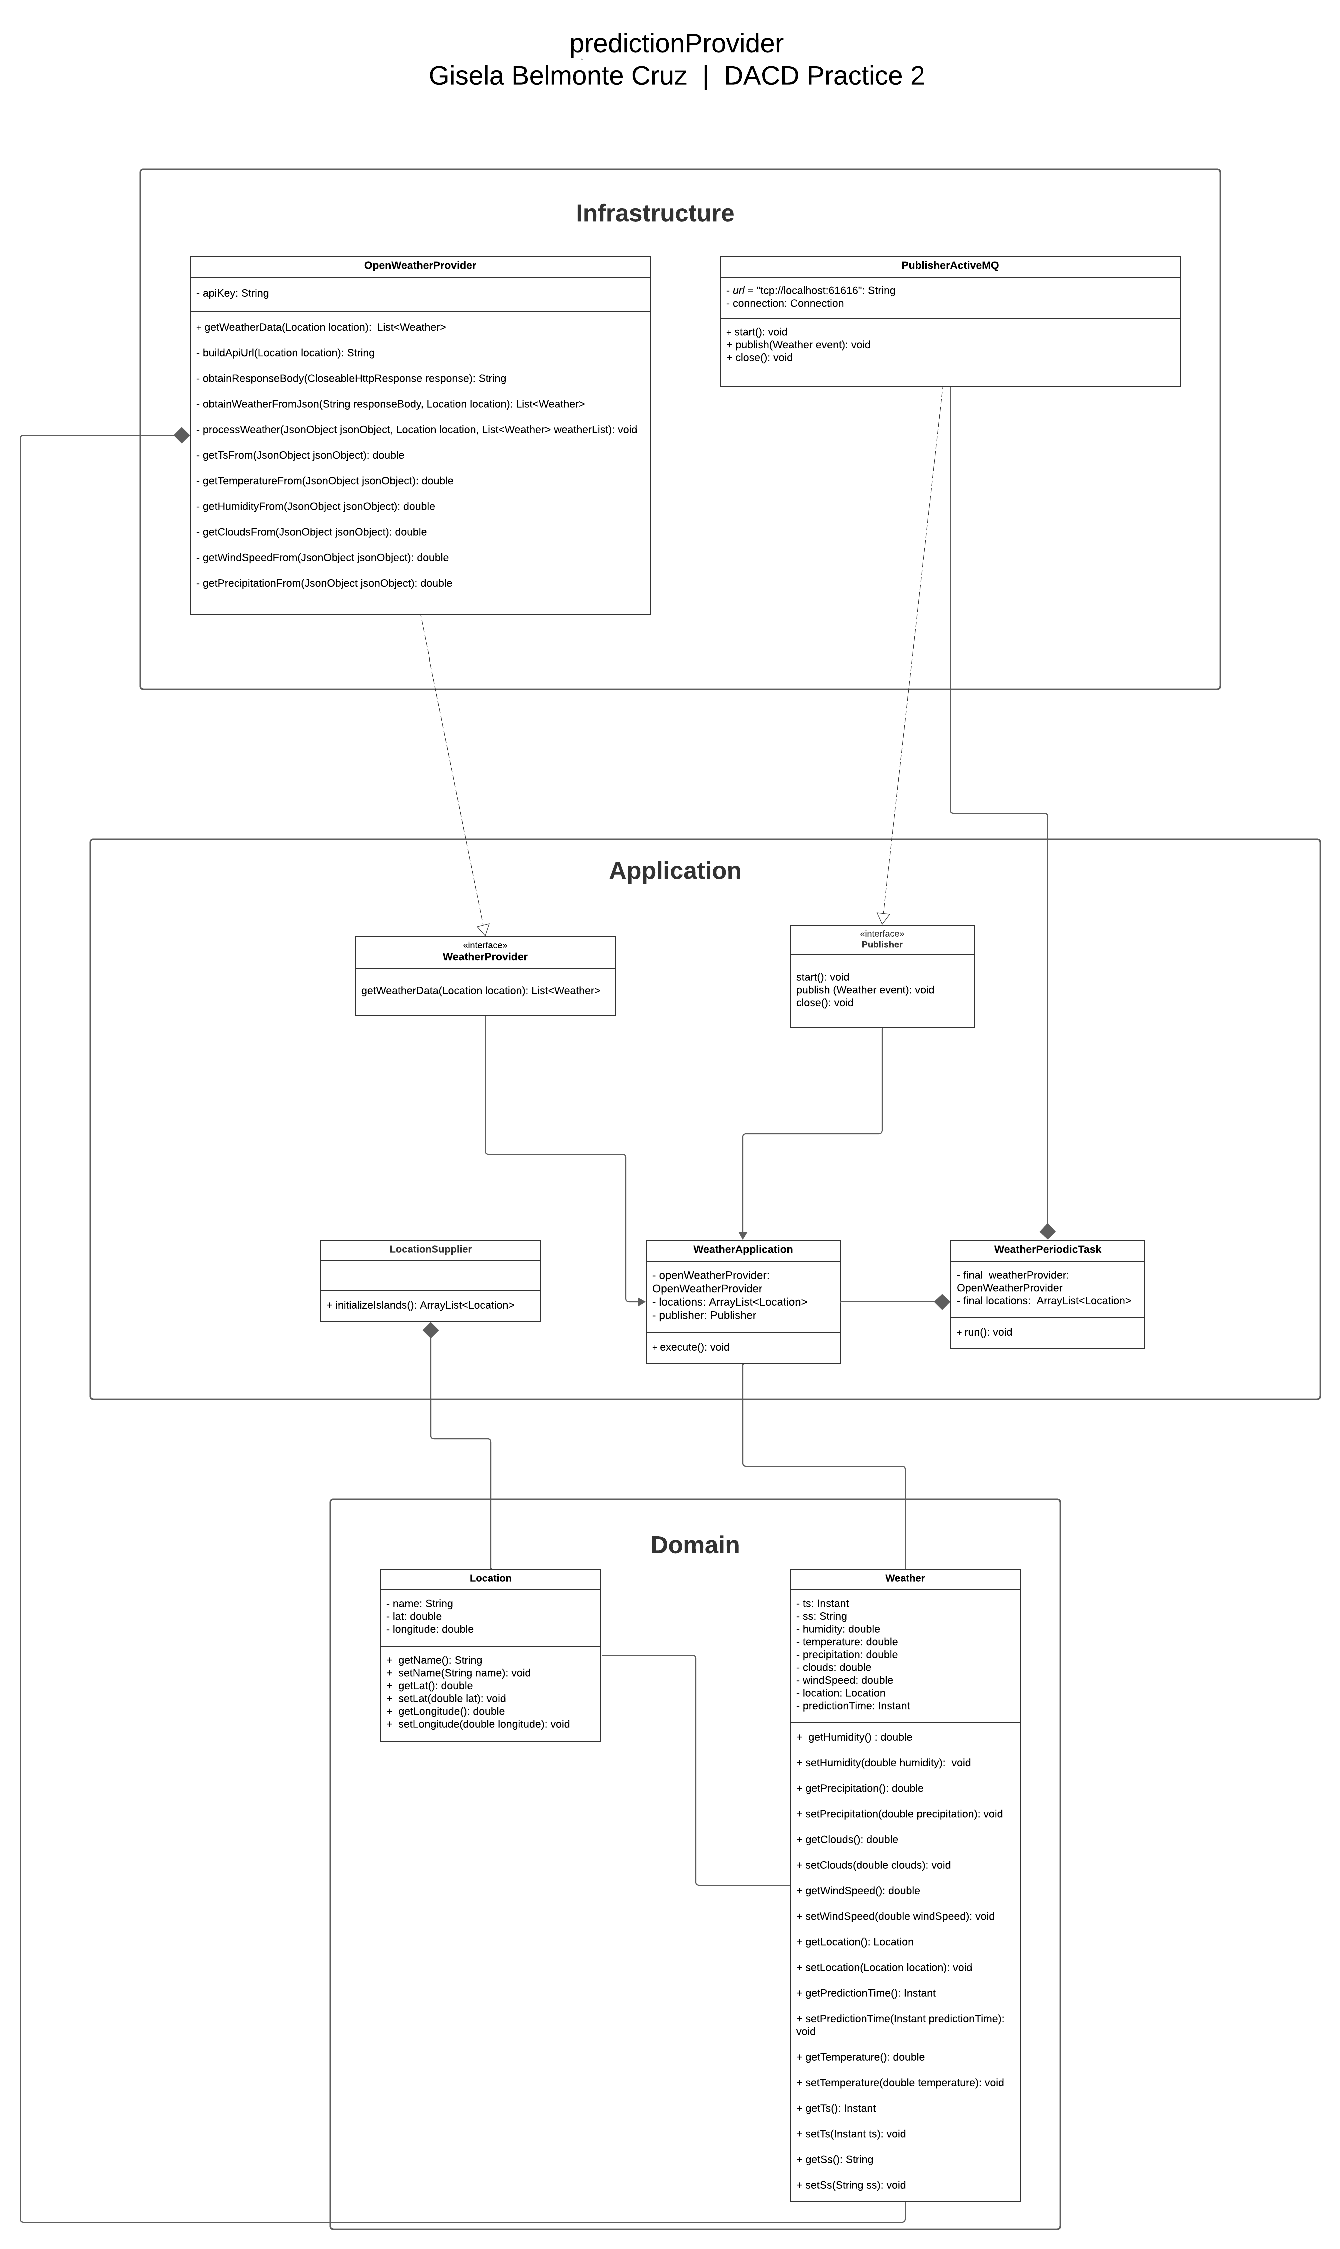 predictionProvider
Gisela Belmonte Cruz | DACD Practice 2
Infrastructure
OpenWeatherProvider
- apiKey: String
+ getWeatherData(Location location): List<Weather>
- buildApiUrl(Location location): String
- obtainResponseBody(CloseableHttpResponse response): String
- obtainWeatherFromJson(String responseBody, Location location): List<Weather>
- processWeather(JsonObject jsonObject, Location location, List<Weather> weatherList): void
- getTsFrom(JsonObject jsonObject): double
- getTemperatureFrom(JsonObject jsonObject): double
- getHumidityFrom(JsonObject jsonObject): double
- getCloudsFrom(JsonObject jsonObject): double
- getWindSpeedFrom(JsonObject jsonObject): double
- getPrecipitationFrom(JsonObject jsonObject): double
PublisherActiveMQ
- url = "tcp://localhost:61616": String
- connection: Connection
+ start(): void
+ publish(Weather event): void
+ close(): void
Application
«interface»
WeatherProvider
getWeatherData(Location location): List<Weather>
«interface»
Publisher
start(): void
publish (Weather event): void
close(): void
LocationSupplier
+ initializeIslands(): ArrayList<Location>
WeatherApplication
- openWeatherProvider:
OpenWeatherProvider
- locations: ArrayList<Location>
- publisher: Publisher
+ execute(): void
WeatherPeriodicTask
- final weatherProvider:
OpenWeatherProvider
- final locations: ArrayList<Location>
+ run(): void
Domain
Location
- name: String
- lat: double
- longitude: double
+ getName(): String
+ setName(String name): void
+ getLat(): double
+ setLat(double lat): void
+ getLongitude(): double
+ setLongitude(double longitude): void
Weather
- ts: Instant
- ss: String
- humidity: double
- temperature: double
- precipitation: double
- clouds: double
- windSpeed: double
- location: Location
- predictionTime: Instant
+ getHumidity() : double
+ setHumidity(double humidity): void
+ getPrecipitation(): double
+ setPrecipitation(double precipitation): void
+ getClouds(): double
+ setClouds(double clouds): void
+ getWindSpeed(): double
+ setWindSpeed(double windSpeed): void
+ getLocation(): Location
+ setLocation(Location location): void
+ getPredictionTime(): Instant
+ setPredictionTime(Instant predictionTime):
void
+ getTemperature(): double
+ setTemperature(double temperature): void
+ getTs(): Instant
+ setTs(Instant ts): void
+ getSs(): String
+ setSs(String ss): void